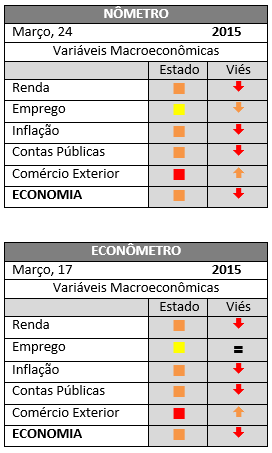 NÔMETRO
Março, 24 2015
Variáveis Macroeconômicas
Estado Viés
Renda
Emprego
Inflação
Contas Públicas
Comércio Exterior
ECONOMIA
ECONÔMETRO
Março, 17 2015
Variáveis Macroeconômicas
Estado Viés
Renda
Emprego =
Inflação
Contas Públicas
Comércio Exterior
ECONOMIA